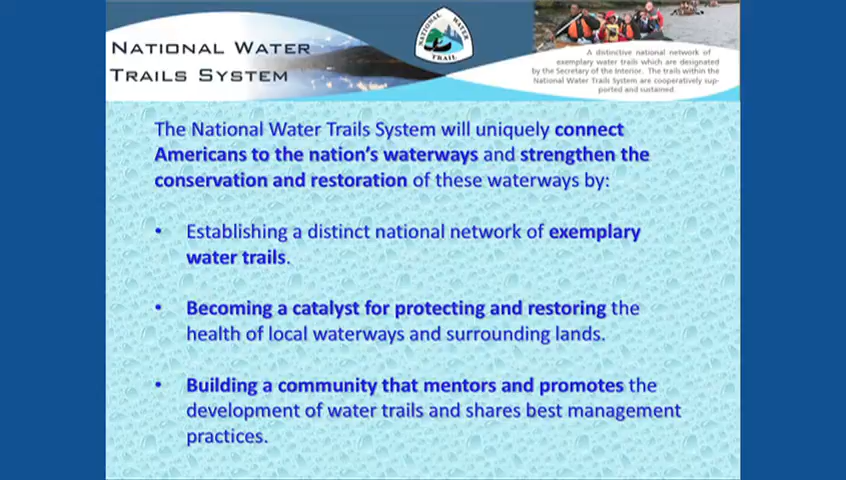 NATIONAL WATER
TRAILS SYSTEM
NATIONAL WATER
TRAIL
A distinctive national network of
exemplary water trails which are designated
by the Secretary of the Interior. The trails within the
National Water Trails System are cooperatively sup-
ported and sustained.
The National Water Trails System will uniquely connect
Americans to the nation's waterways and strengthen the
conservation and restoration of these waterways by:
• Establishing a distinct national network of exemplary
water trails.
• Becoming a catalyst for protecting and restoring the
health of local waterways and surrounding lands.
• Building a community that mentors and promotes the
development of water trails and shares best management
practices.